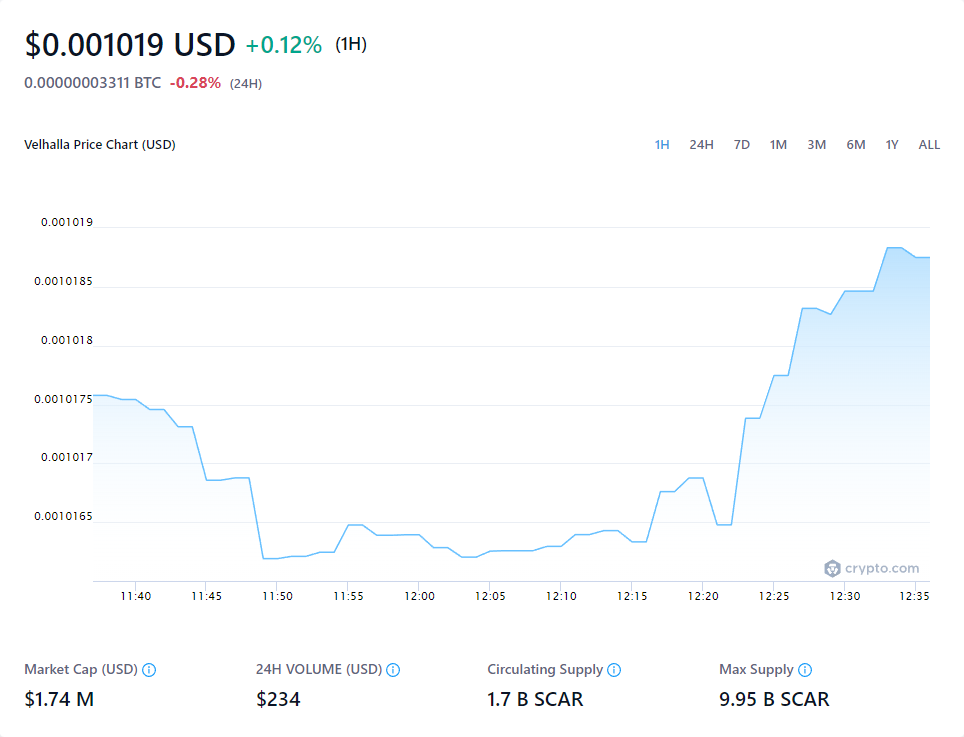 $0.001019 USD +0.12% (1H)
0.00000003311 BTC -0.28% (24H)
Velhalla Price Chart (USD) 1H 24H 7D 1M 3M 6M 1Y ALL
0.001019
0.0010185
0.001018
0.0010175
0.001017
0.0010165
crypto.com
11:40 11:45 11:50 11:55 12:00 12:05 12:10 12:15 12:20 12:25 12:30 12:35
Market Cap (USD) 24H VOLUME (USD) Circulating Supply Max Supply
$1.74 M $234 1.7 B SCAR 9.95 B SCAR